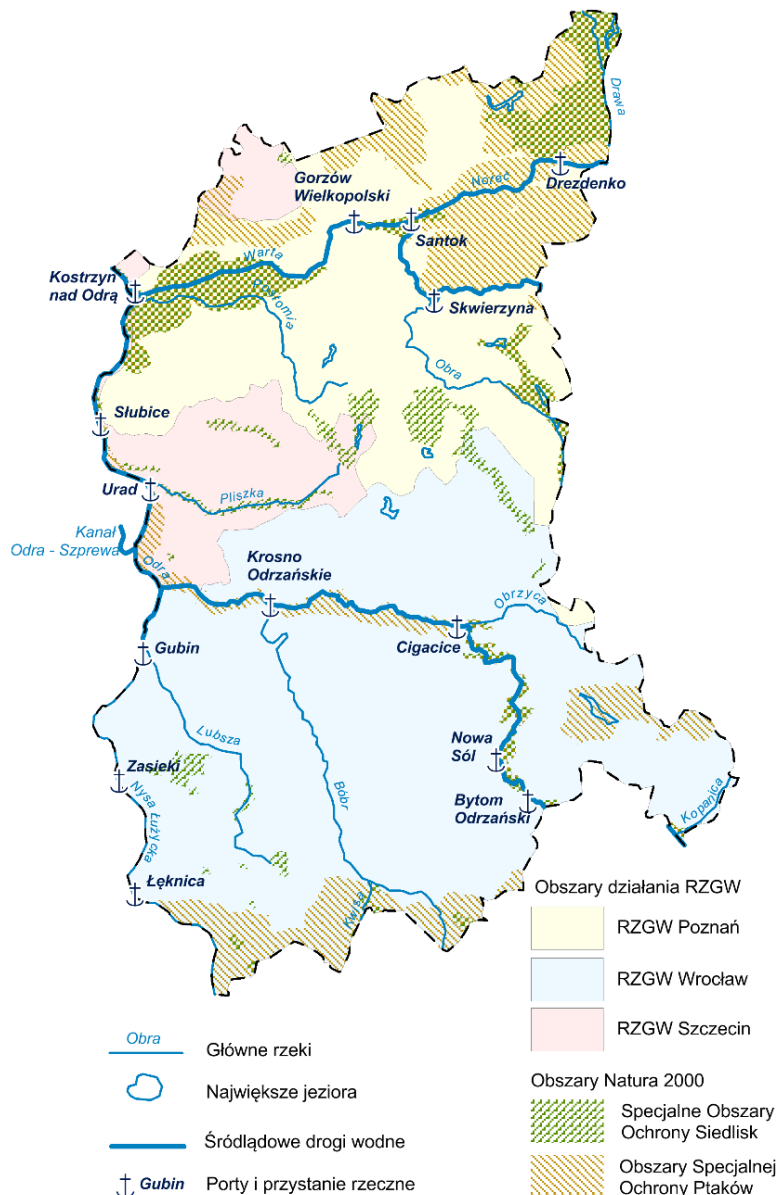 Drawa
Gorzów
Wielkopolski
Noteć
Drezdenko
Santok
Warta
Kostrzyn
nad Odrą
Postomia
Skwierzyna
Obra
Słubice
Urad
Pliszka
Kanał
Odra - Szprewa
Odra
Krosno
Odrzańskie
Obrzyca
Cigacice
Gubin
Lubsza
Nowa
Sól
Zasieki
Bóbr
Bytom
Odrzański
Kopanica
Nysa Łużycka
Łęknica
Kwisa
Obszary działania RZGW
RZGW Poznań
RZGW Wrocław
RZGW Szczecin
Obra
Główne rzeki
Największe jeziora
Śródlądowe drogi wodne
Gubin
Porty i przystanie rzeczne
Obszary Natura 2000
Specjalne Obszary
Ochrony Siedlisk
Obszary Specjalnej
Ochrony Ptaków